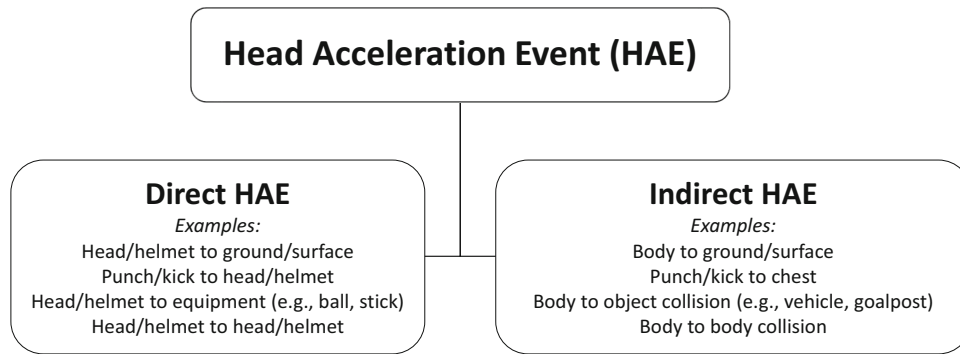 Head Acceleration Event (HAE)
Direct HAE
Examples:
Head/helmet to ground/surface
Punch/kick to head/helmet
Head/helmet to equipment (e.g., ball, stick)
Head/helmet to head/helmet
Indirect HAE
Examples:
Body to ground/surface
Punch/kick to chest
Body to object collision (e.g., vehicle, goalpost)
Body to body collision